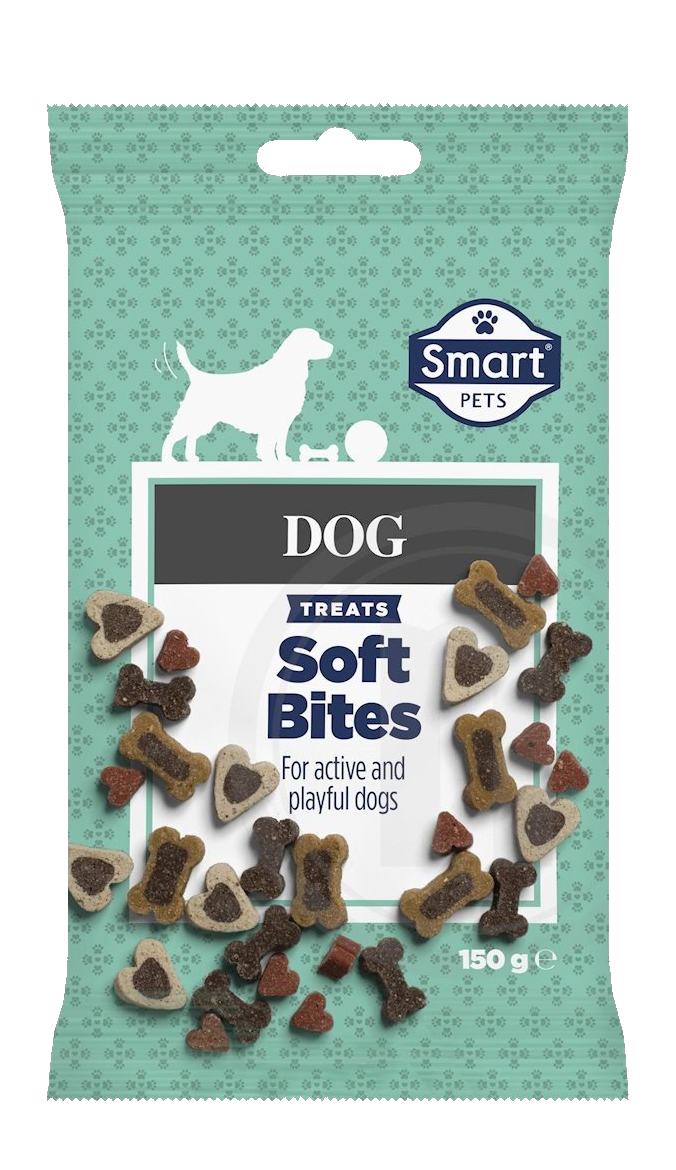 Smart®
PETS
DOG
TREATS
Soft
Bites
For active and
playful dogs
150 g ℮